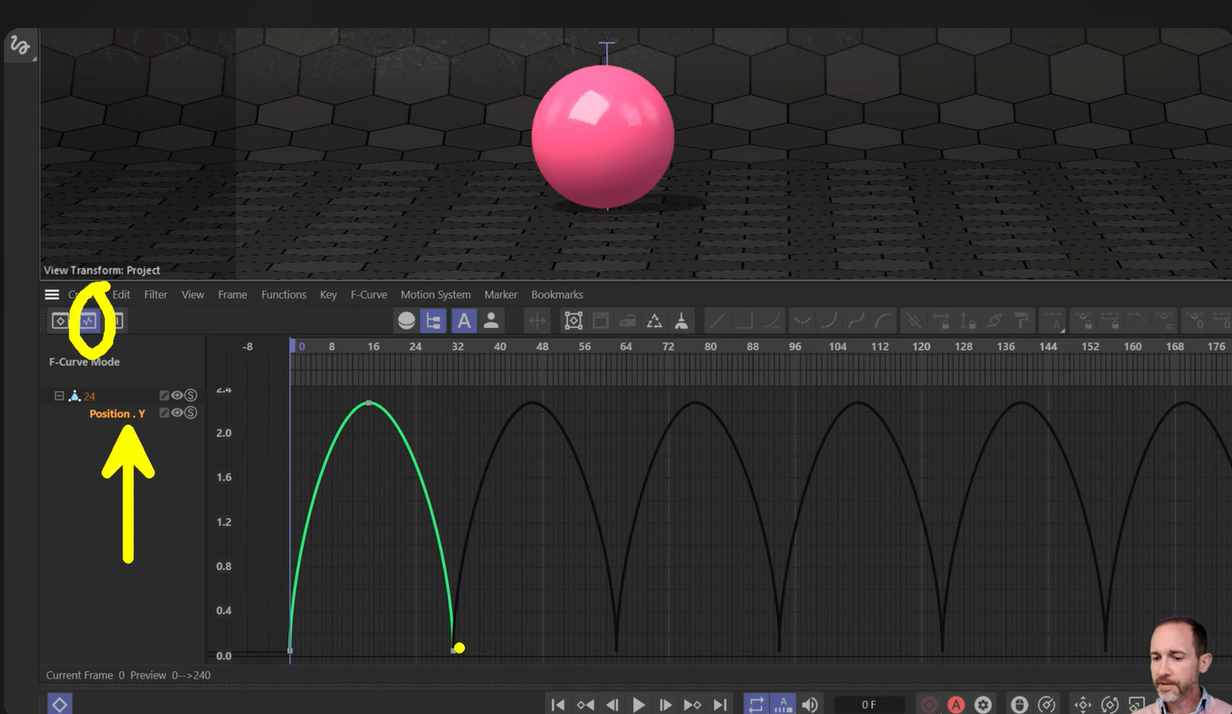 View Transform: Project
Edit Filter View Frame Functions Key F-Curve Motion System Marker Bookmarks
A
-8 0 8 16 24 32 40 48 56 64 72 80 88 96 104 112 120 128 136 144 152 160 168 176
F-Curve Mode
24
S
Position . Y
S
2.4
2.0
1.6
1.2
0.8
0.4
0.0
Current Frame 0 Preview 0-->240
0 F
A